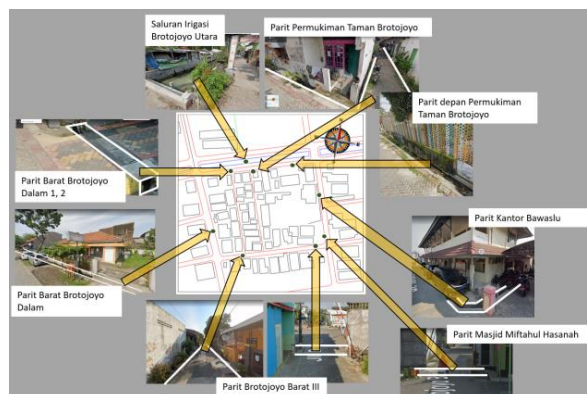 Saluran Irigasi
Brotojoyo Utara
Parit Permukiman Taman Brotojoyo
Parit depan Permukiman
Taman Brotojoyo
Parit Barat Brotojoyo
Dalam 1, 2
Parit Kantor Bawaslu
Parit Barat Brotojoyo
Dalam
Parit Masjid Miftahul Hasanah
Parit Brotojoyo Barat III